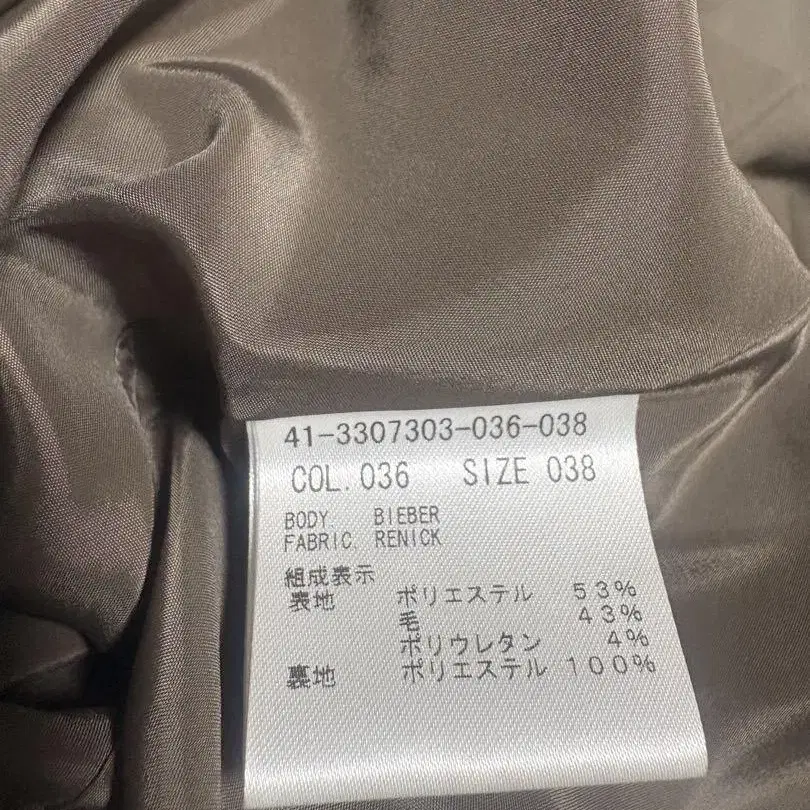 41-3307303-036-038
COL.036 SIZE 038
BODY. BIEBER
FABRIC. RENICK
組成表示
表地 ポリエステル 53%
毛 43%
ポリウレタン 4%
裏地 ポリエステル 100%